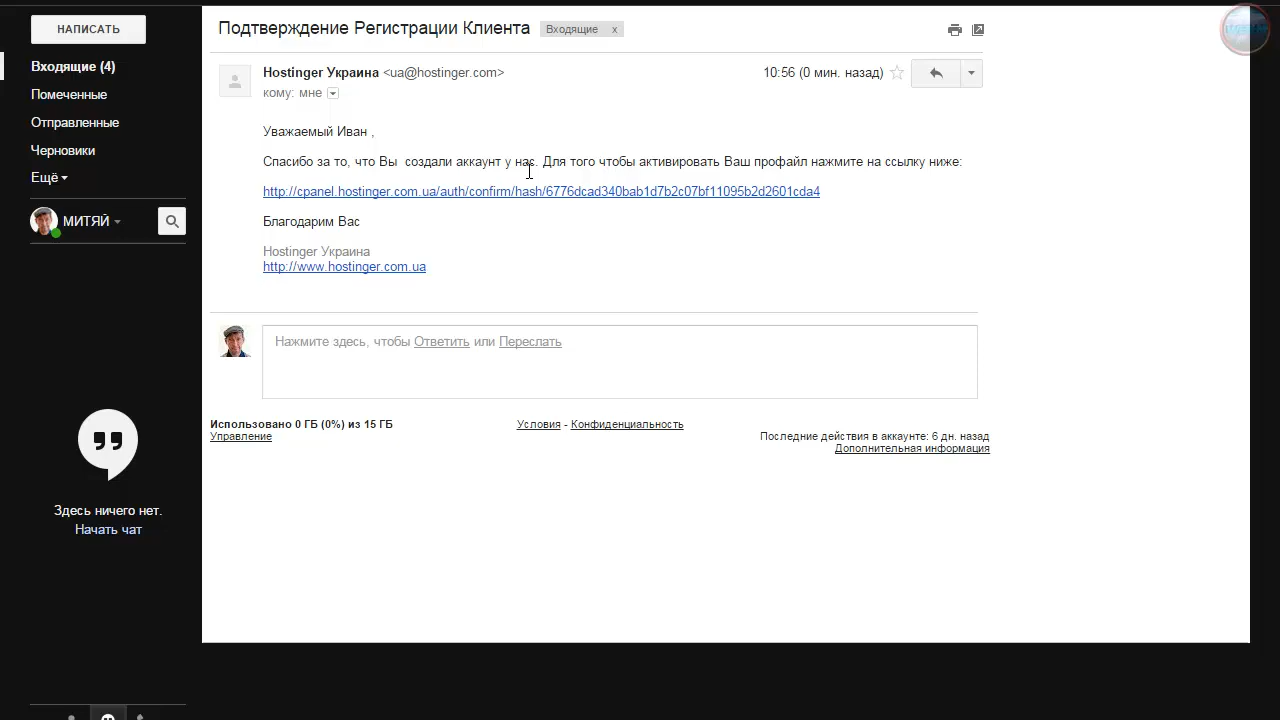 НАПИСАТЬ
Входящие (4)
Помеченные
Отправленные
Черновики
Ещё
МИТЯЙ
Здесь ничего нет.
Начать чат
Подтверждение Регистрации Клиента Входящие x
Hostinger Украина <ua@hostinger.com> 10:56 (0 мин. назад)
кому: мне
Уважаемый Иван ,
Спасибо за то, что Вы  создали аккаунт у нас. Для того чтобы активировать Ваш профайл нажмите на ссылку ниже:
http://cpanel.hostinger.com.ua/auth/confirm/hash/6776dcad340bab1d7b2c07bf11095b2d2601cda4
Благодарим Вас
Hostinger Украина
http://www.hostinger.com.ua
Нажмите здесь, чтобы Ответить или Переслать
Использовано 0 ГБ (0%) из 15 ГБ
Управление
Условия - Конфиденциальность
Последние действия в аккаунте: 6 дн. назад
Дополнительная информация